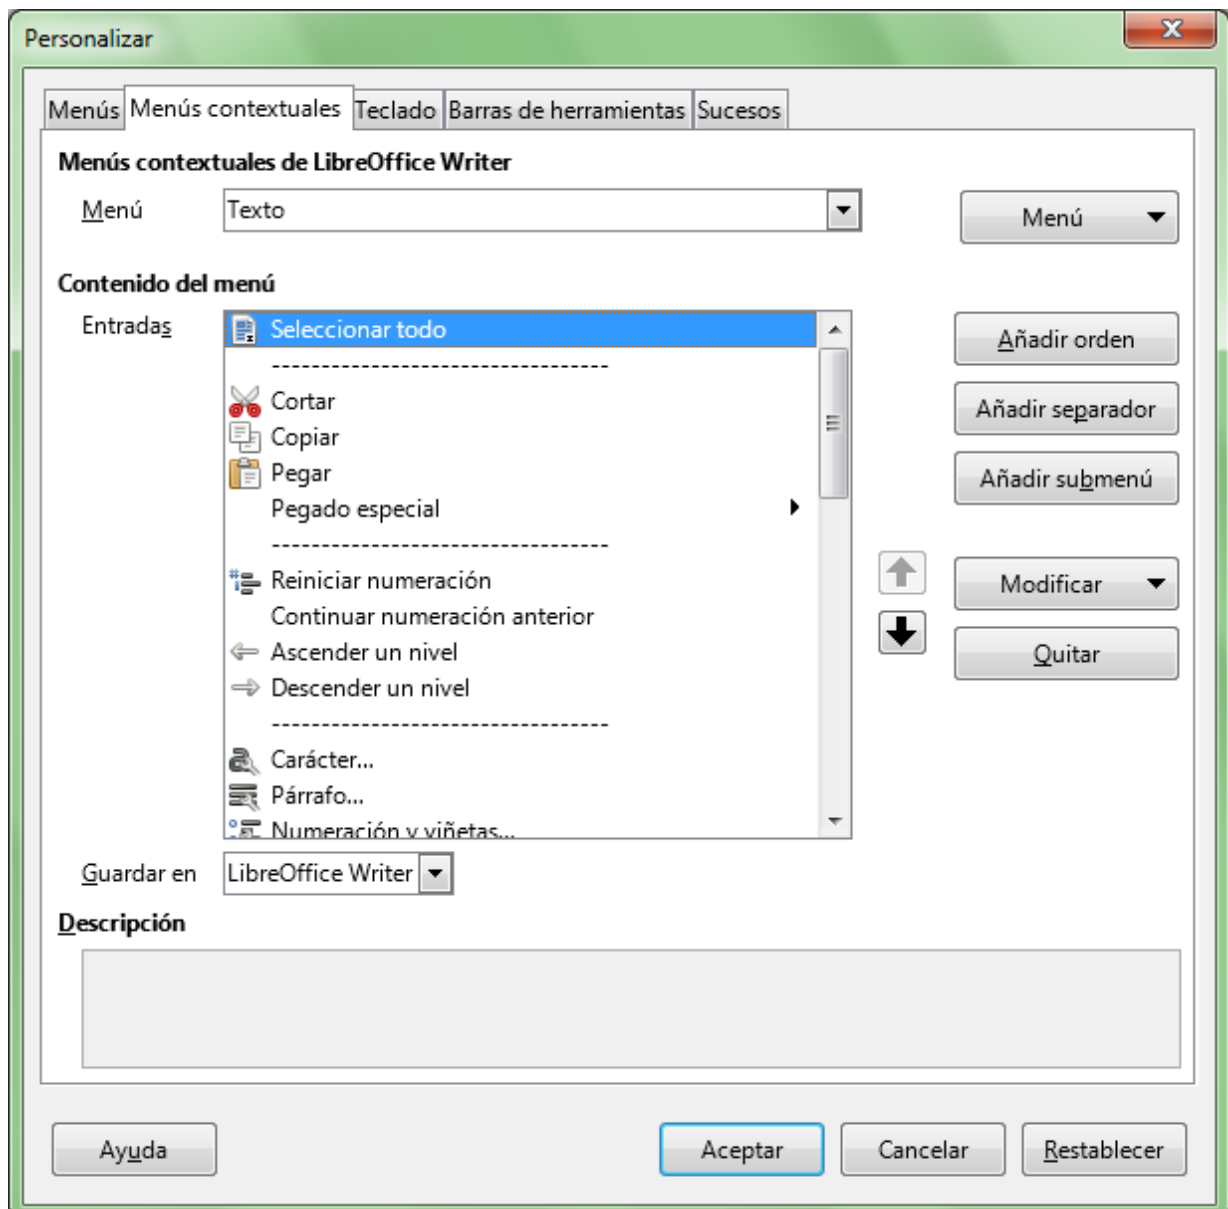 Personalizar
Menús Menús contextuales Teclado Barras de herramientas Sucesos
Menús contextuales de LibreOffice Writer
Menú Texto Menú
Contenido del menú
Entradas Seleccionar todo Añadir orden
---------------------------------
Cortar Añadir separador
Copiar
Pegar Añadir submenú
Pegado especial
---------------------------------
Reiniciar numeración Modificar
Continuar numeración anterior
Ascender un nivel Quitar
Descender un nivel
---------------------------------
Carácter...
Párrafo...
Numeración y viñetas...
Guardar en LibreOffice Writer
Descripción
Ayuda Aceptar Cancelar Restablecer